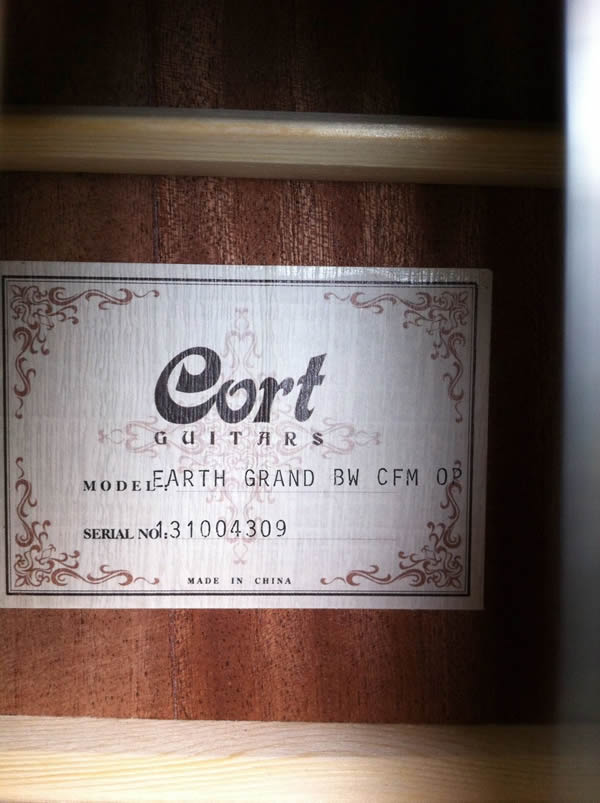 Cort
GUITARS
MODEL: EARTH GRAND BW CFM OP
SERIAL NO: 131004309
MADE IN CHINA